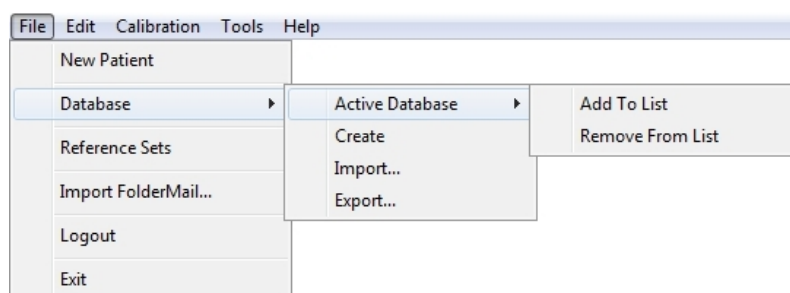 File Edit Calibration Tools Help
New Patient
Database
Active Database
Add To List
Remove From List
Create
Import...
Export...
Reference Sets
Import FolderMail...
Logout
Exit